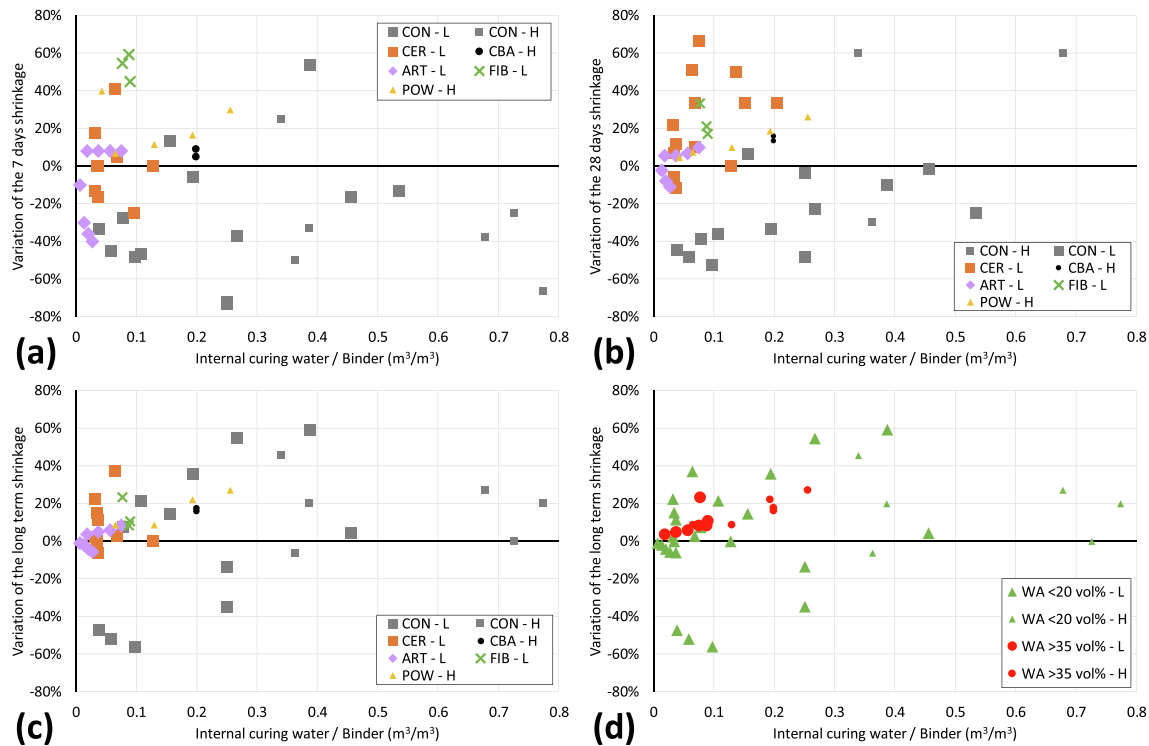 80%
60%
40%
20%
0%
-20%
-40%
-60%
-80%
Variation of the 7 days shrinkage
CON - L CON - H
CER - L CBA - H
ART - L FIB - L
POW - H
0 0.1 0.2 0.3 0.4 0.5 0.6 0.7 0.8
Internal curing water / Binder (m³/m³)
(a)
80%
60%
40%
20%
0%
-20%
-40%
-60%
-80%
Variation of the 28 days shrinkage
CON - H CON - L
CER - L CBA - H
ART - L FIB - L
POW - H
0 0.1 0.2 0.3 0.4 0.5 0.6 0.7 0.8
Internal curing water / Binder (m³/m³)
(b)
80%
60%
40%
20%
0%
-20%
-40%
-60%
-80%
Variation of the long term shrinkage
CON - L CON - H
CER - L CBA - H
ART - L FIB - L
POW - H
0 0.1 0.2 0.3 0.4 0.5 0.6 0.7 0.8
Internal curing water / Binder (m³/m³)
(c)
80%
60%
40%
20%
0%
-20%
-40%
-60%
-80%
Variation of the long term shrinkage
WA <20 vol% - L
WA <20 vol% - H
WA >35 vol% - L
WA >35 vol% - H
0 0.1 0.2 0.3 0.4 0.5 0.6 0.7 0.8
Internal curing water / Binder (m³/m³)
(d)